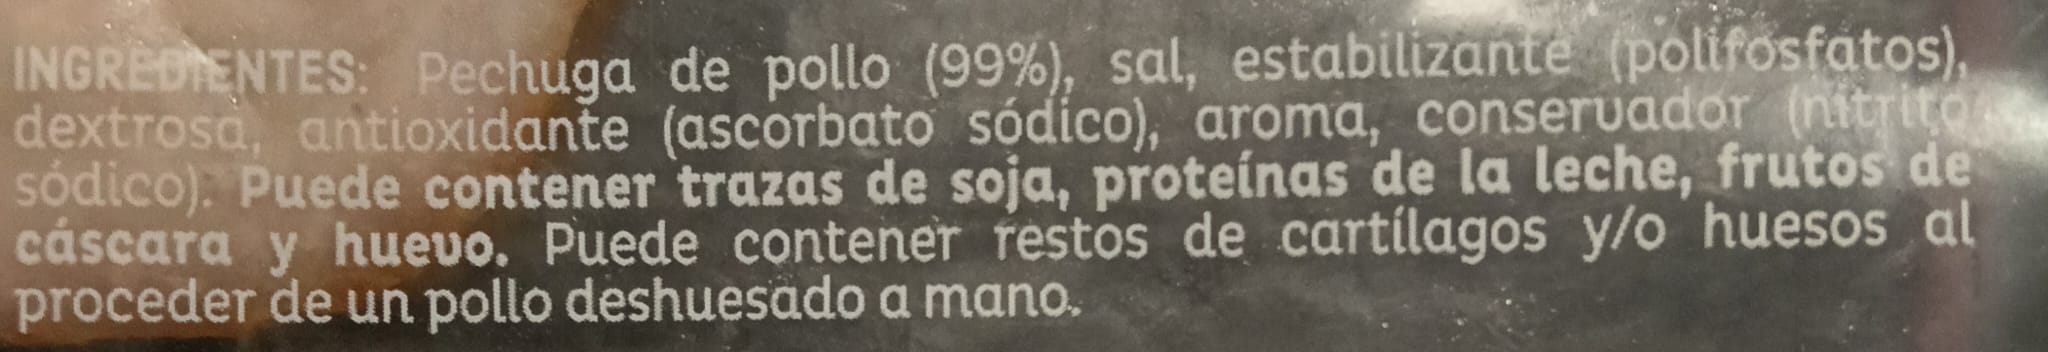 INGREDIENTES: Pechuga de pollo (99%), sal, estabilizante (polifosfatos),
dextrosa, antioxidante (ascorbato sódico), aroma, conservador (nitrito
sódico). Puede contener trazas de soja, proteínas de la leche, frutos de
cáscara y huevo. Puede contener restos de cartílagos y/o huesos al
proceder de un pollo deshuesado a mano.